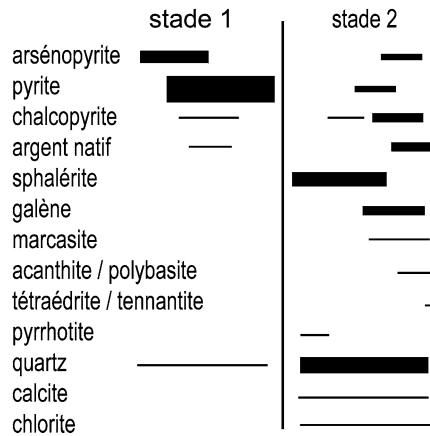 stade 1 stade 2
arsénopyrite
pyrite
chalcopyrite
argent natif
sphalérite
galène
marcasite
acanthite / polybasite
tétraédrite / tennantite
pyrrhotite
quartz
calcite
chlorite